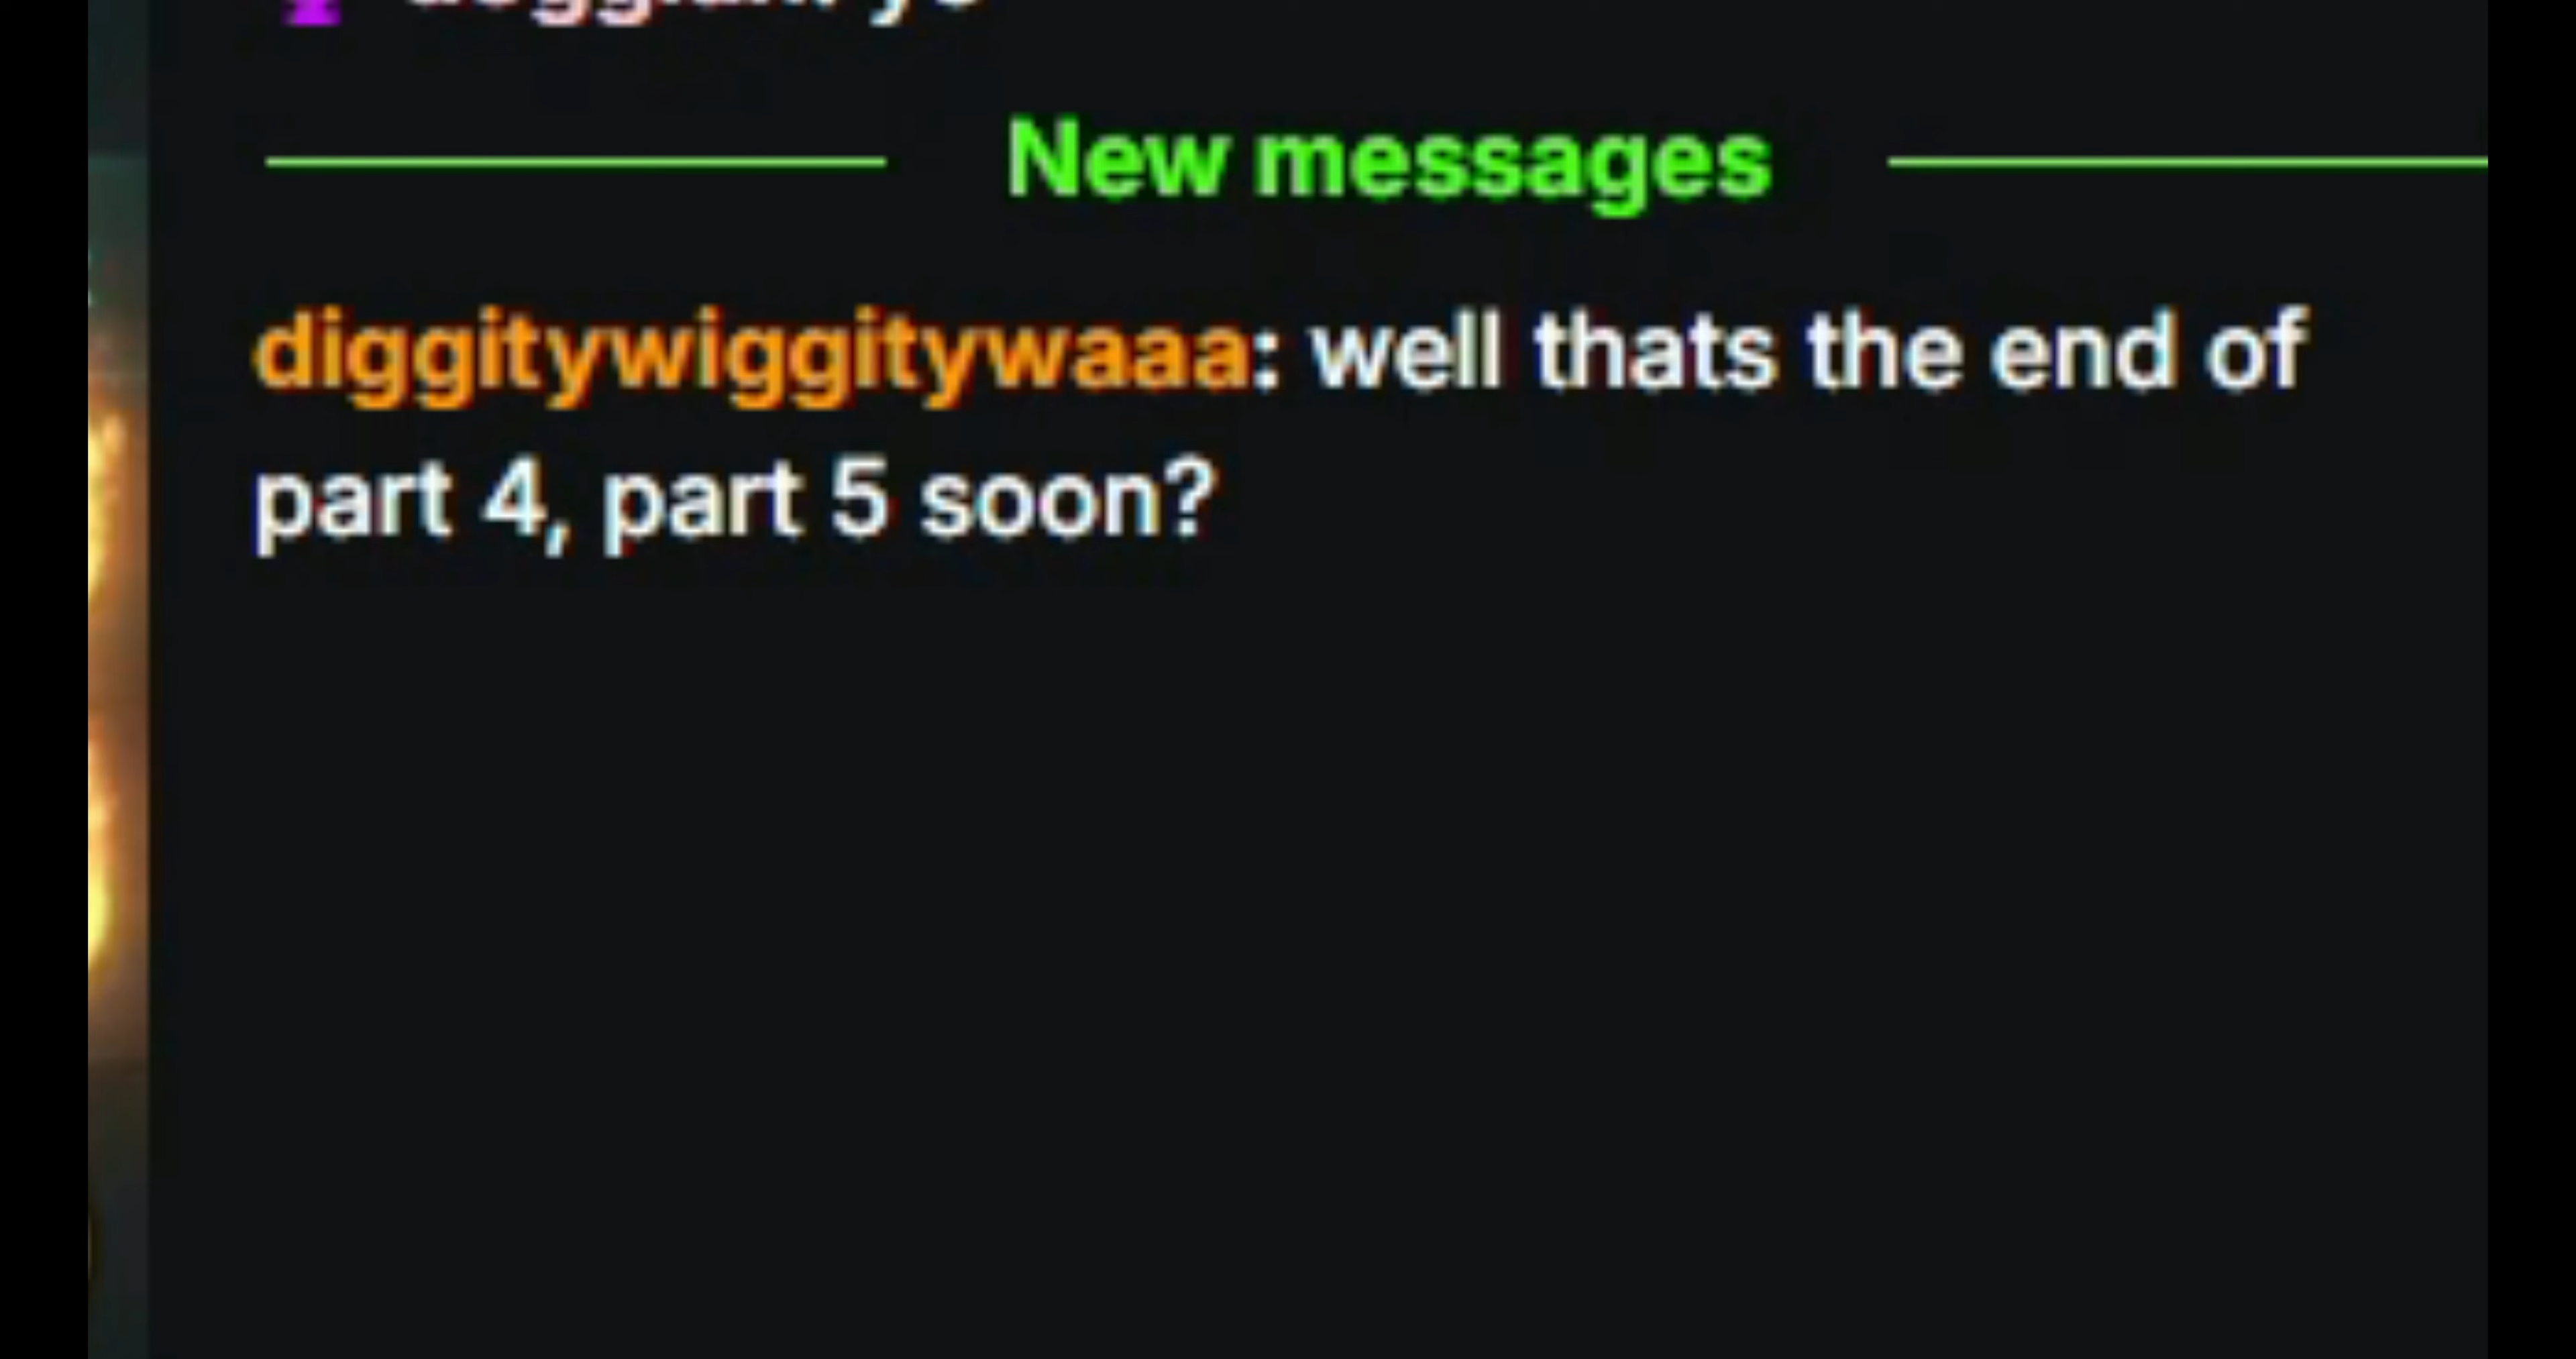 New messages
diggitywiggitywaaa: well thats the end of
part 4, part 5 soon?